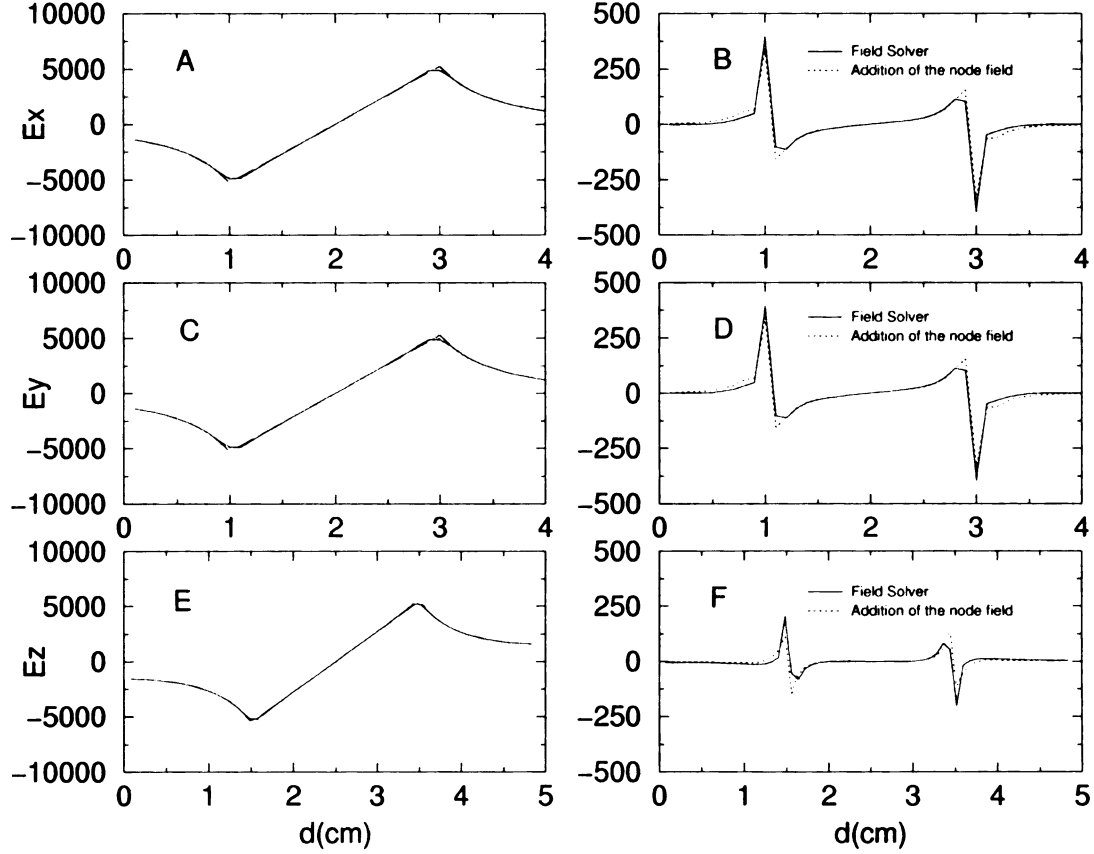 10000
5000
0
−5000
−10000
Ex
A
0 1 2 3 4
500
250
0
−250
−500
B
Field Solver
Addition of the node field
0 1 2 3 4
10000
5000
0
−5000
−10000
Ey
C
0 1 2 3 4
500
250
0
−250
−500
D
Field Solver
Addition of the node field
0 1 2 3 4
10000
5000
0
−5000
−10000
Ez
E
0 1 2 3 4 5
d(cm)
500
250
0
−250
−500
F
Field Solver
Addition of the node field
0 1 2 3 4 5
d(cm)